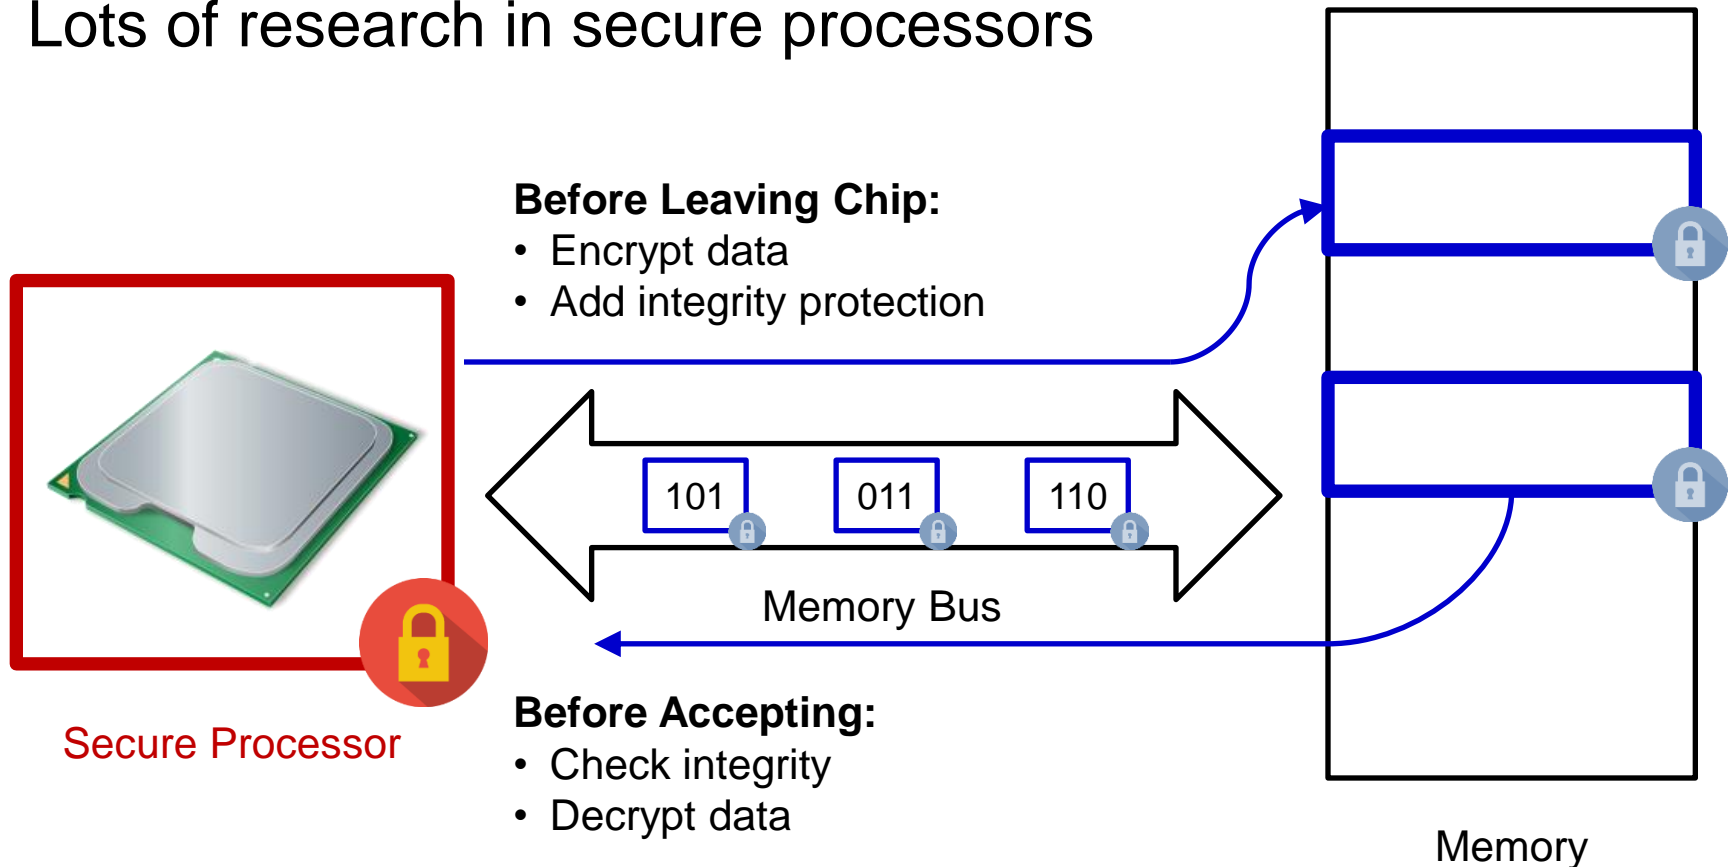 Lots of research in secure processors
Before Leaving Chip:
• Encrypt data
• Add integrity protection
101
011
110
Memory Bus
Secure Processor
Before Accepting:
• Check integrity
• Decrypt data
Memory